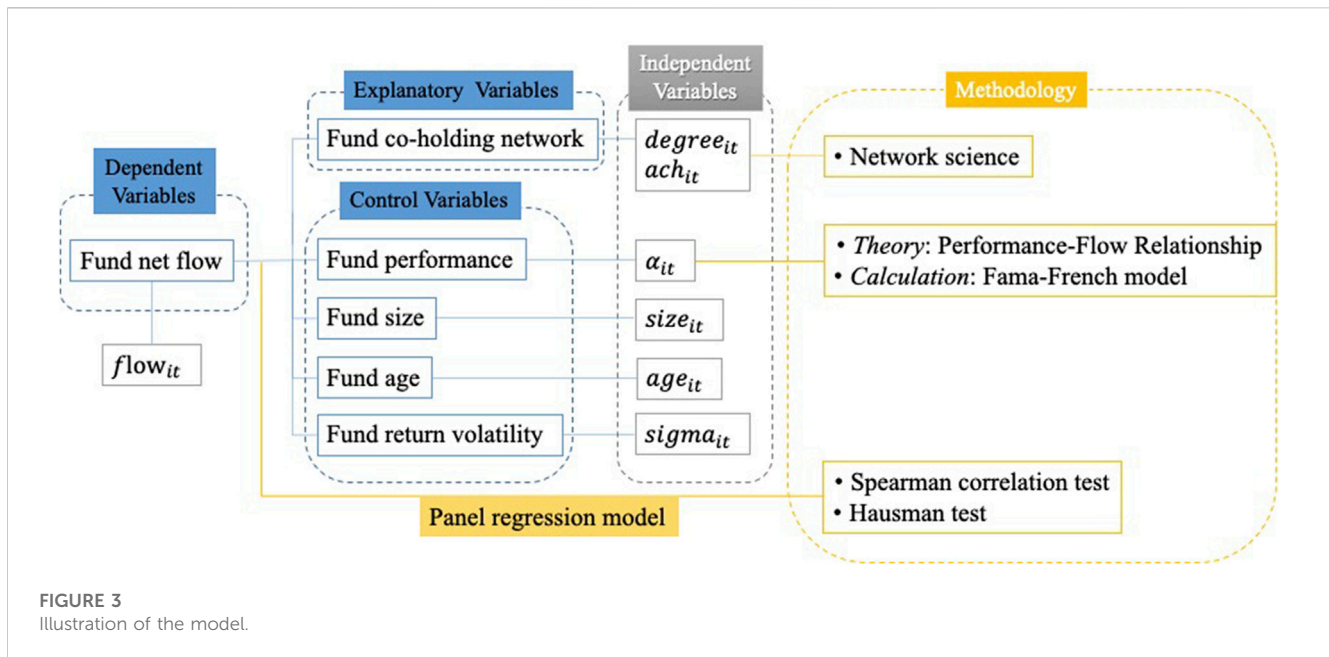 Explanatory Variables
Fund co-holding network
Dependent
Variables
Fund net flow
flow_it
Control Variables
Fund performance
Fund size
Fund age
Fund return volatility
Independent
Variables
degree_it
ach_it
α_it
size_it
age_it
sigma_it
Methodology
• Network science
• Theory: Performance-Flow Relationship
• Calculation: Fama-French model
• Spearman correlation test
• Hausman test
Panel regression model
FIGURE 3
Illustration of the model.